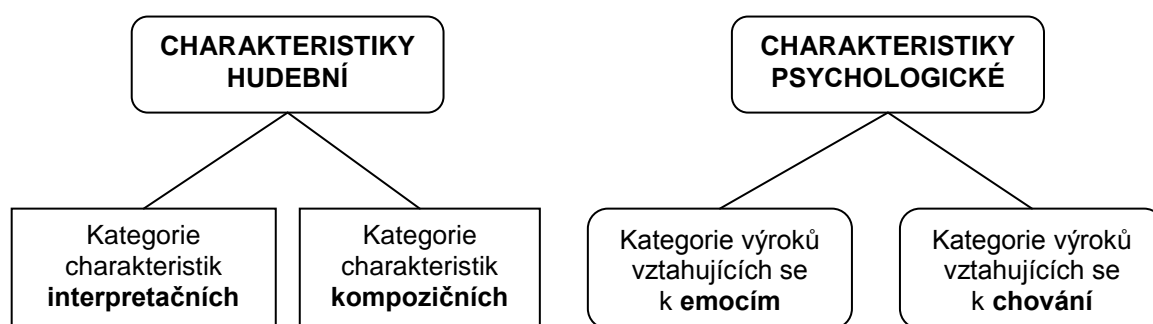 CHARAKTERISTIKY
HUDEBNÍ
CHARAKTERISTIKY
PSYCHOLOGICKÉ
Kategorie
charakteristik
interpretačních
Kategorie
charakteristik
kompozičních
Kategorie výroků
vztahujících se
k emocím
Kategorie výroků
vztahujících se
k chování